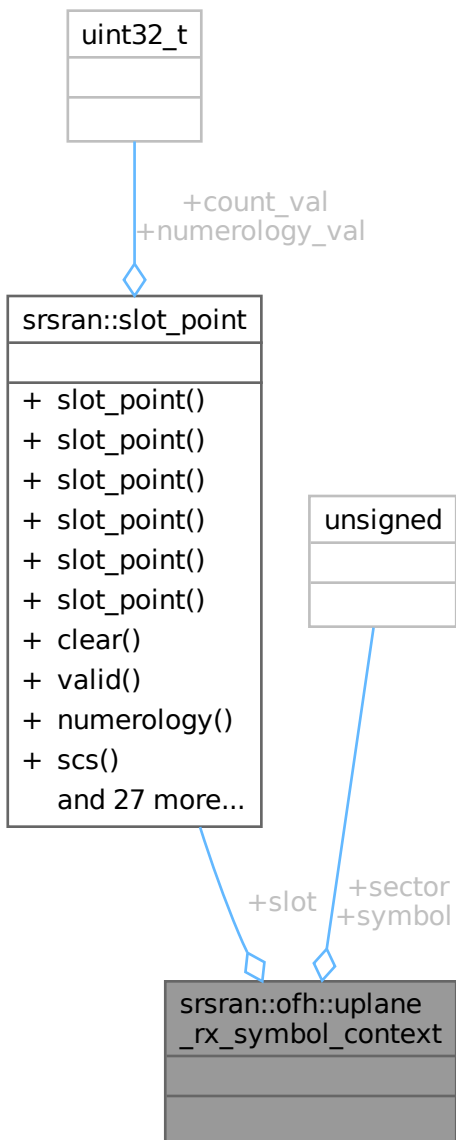 uint32_t
+count_val
+numerology_val
srsran::slot_point
+ slot_point()
+ slot_point()
+ slot_point()
+ slot_point()
+ slot_point()
+ slot_point()
+ clear()
+ valid()
+ numerology()
+ scs()
and 27 more...
unsigned
+slot
+sector
+symbol
srsran::ofh::uplane
_rx_symbol_context